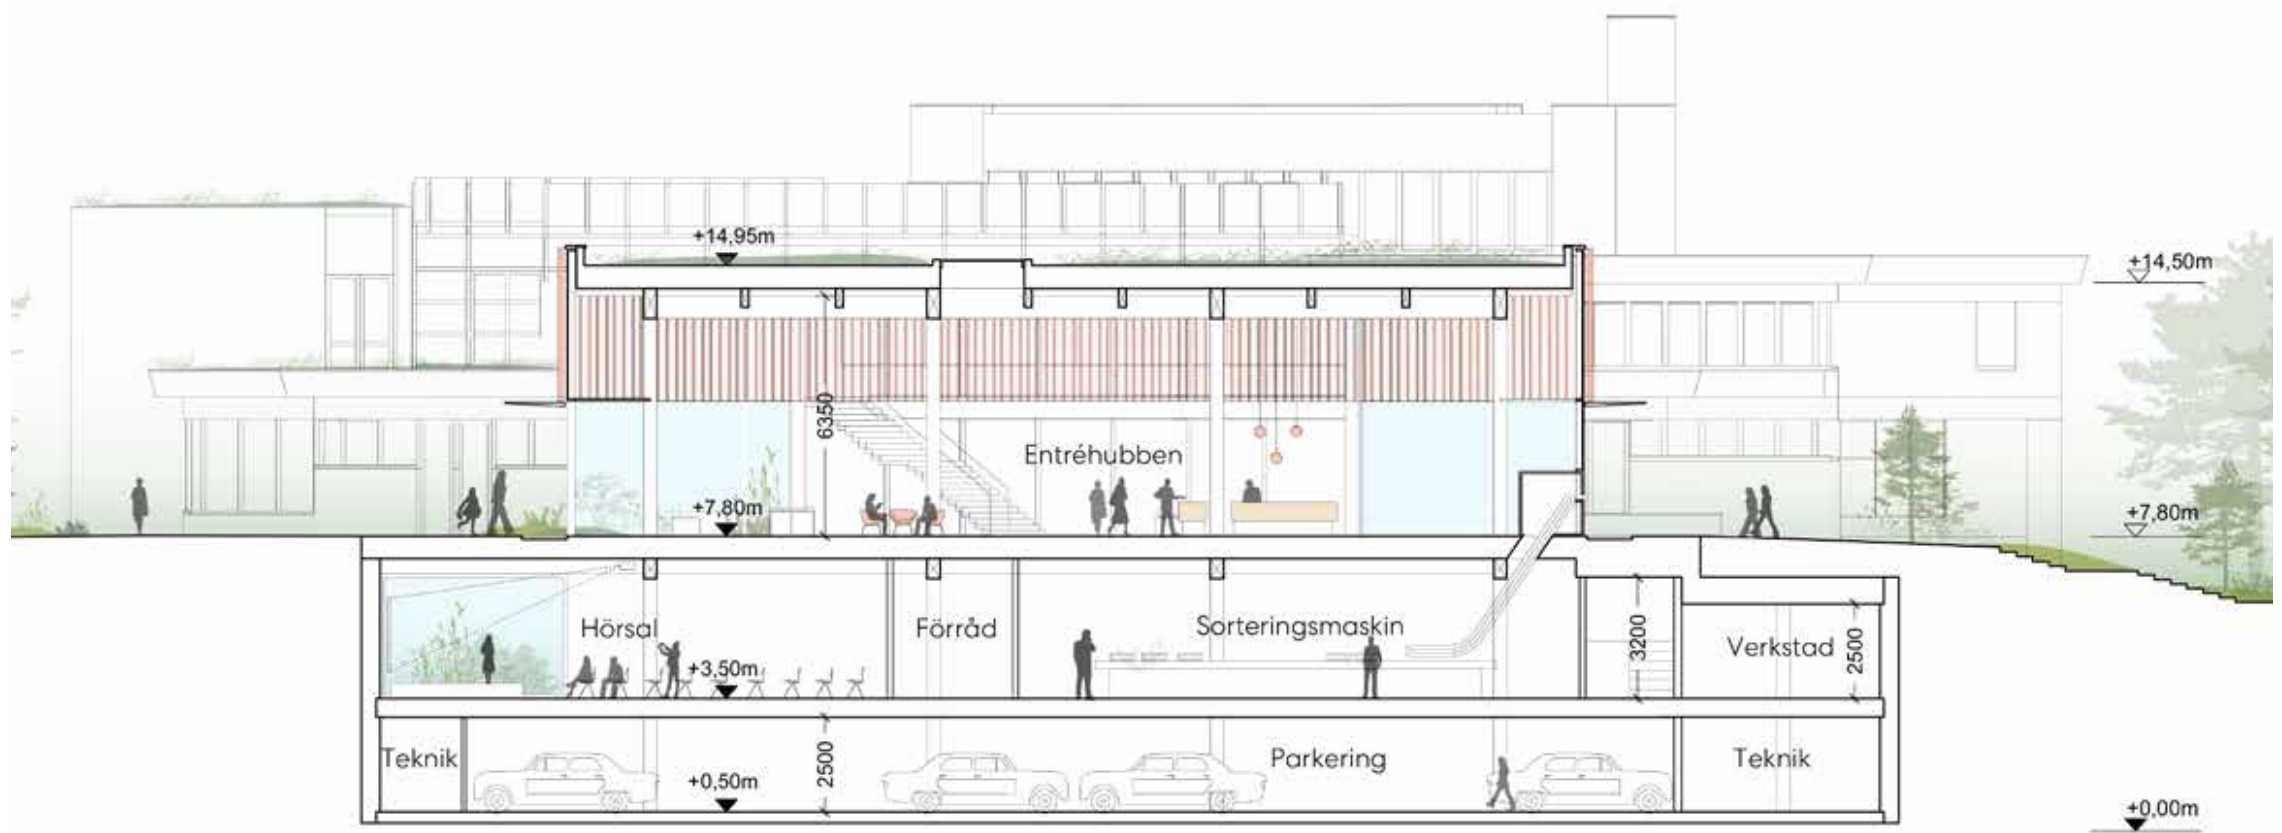 +14,95m
+14,50m
6350
Entréhubben
+7,80m
+7,80m
Hörsal
Förråd
Sorteringsmaskin
3200
Verkstad
2500
+3,50m
Teknik
2500
Parkering
Teknik
+0,50m
+0,00m